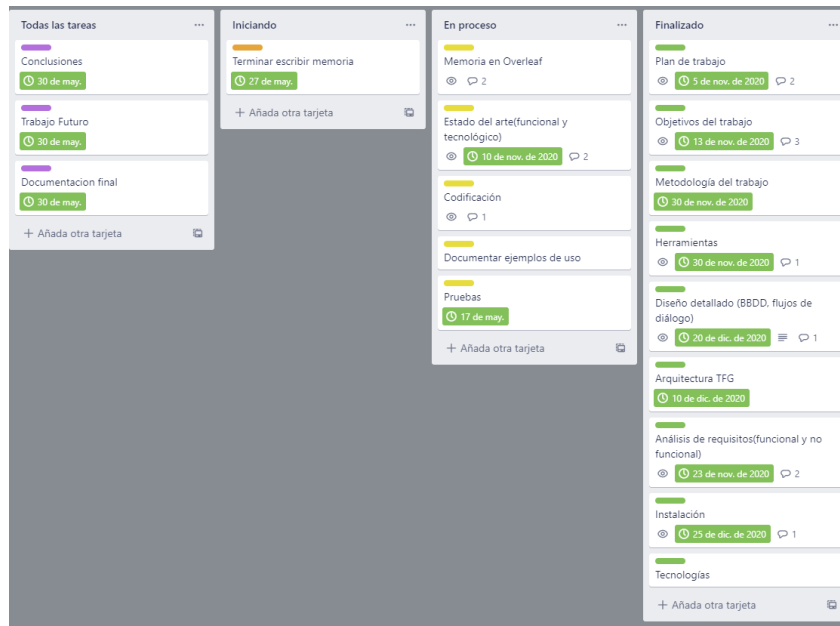 Todas las tareas
Conclusiones
30 de may.
Trabajo Futuro
30 de may.
Documentacion final
30 de may.
+ Añada otra tarjeta
Iniciando
Terminar escribir memoria
27 de may.
+ Añada otra tarjeta
En proceso
Memoria en Overleaf
2
Estado del arte(funcional y
tecnológico)
10 de nov. de 2020 2
Codificación
1
Documentar ejemplos de uso
Pruebas
17 de may.
+ Añada otra tarjeta
Finalizado
Plan de trabajo
5 de nov. de 2020 2
Objetivos del trabajo
13 de nov. de 2020 3
Metodología del trabajo
30 de nov. de 2020
Herramientas
30 de nov. de 2020 1
Diseño detallado (BBDD, flujos de
diálogo)
20 de dic. de 2020 1
Arquitectura TFG
10 de dic. de 2020
Análisis de requisitos(funcional y no
funcional)
23 de nov. de 2020 2
Instalación
25 de dic. de 2020 1
Tecnologías
+ Añada otra tarjeta